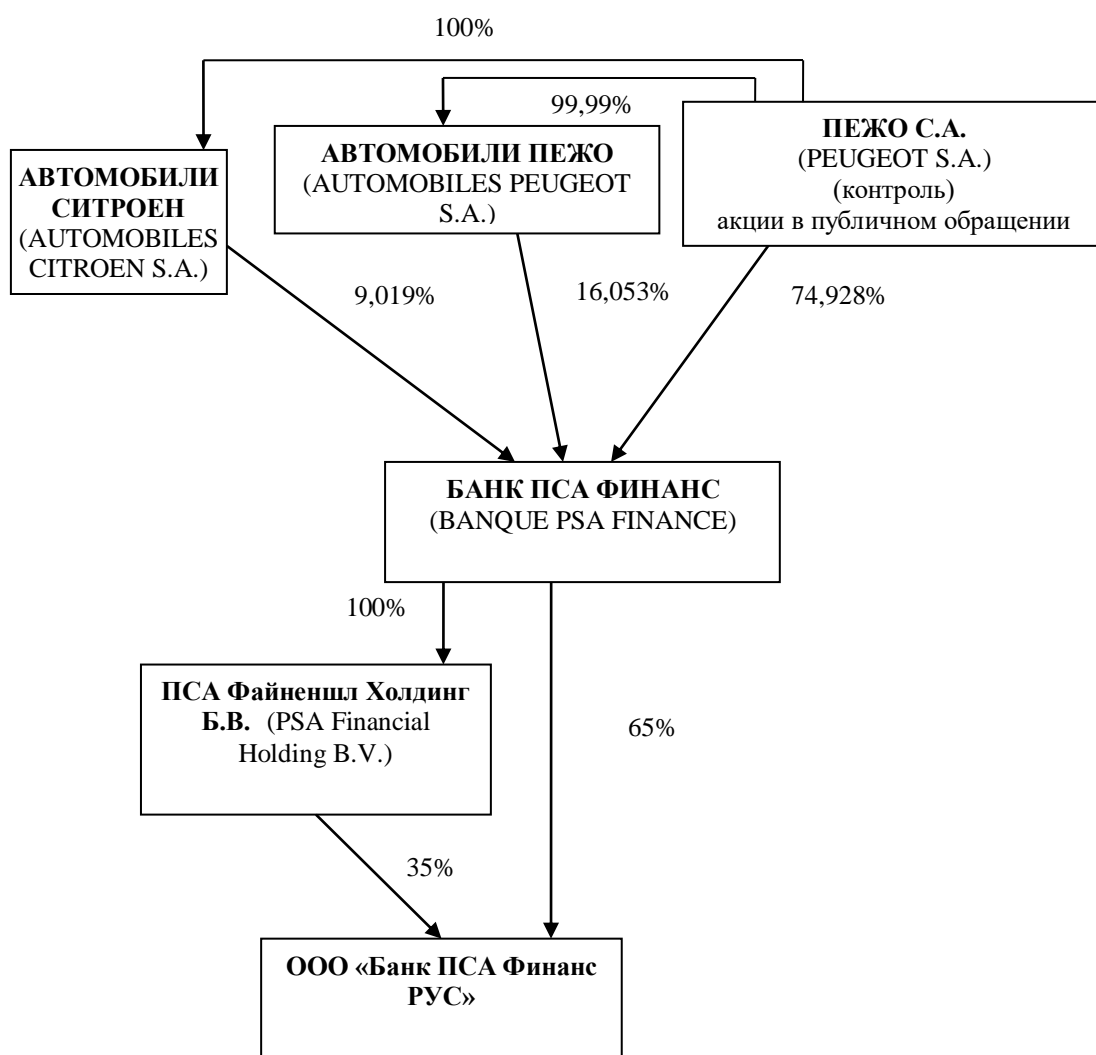 100%
99,99%
ПЕЖО С.А.
(PEUGEOT S.A.)
(контроль)
акции в публичном обращении
АВТОМОБИЛИ ПЕЖО
(AUTOMOBILES PEUGEOT
S.A.)
АВТОМОБИЛИ
СИТРОЕН
(AUTOMOBILES
CITROEN S.A.)
9,019%
16,053%
74,928%
БАНК ПСА ФИНАНС
(BANQUE PSA FINANCE)
100%
ПСА Файненшл Холдинг
Б.В. (PSA Financial
Holding B.V.)
65%
35%
ООО «Банк ПСА Финанс
РУС»